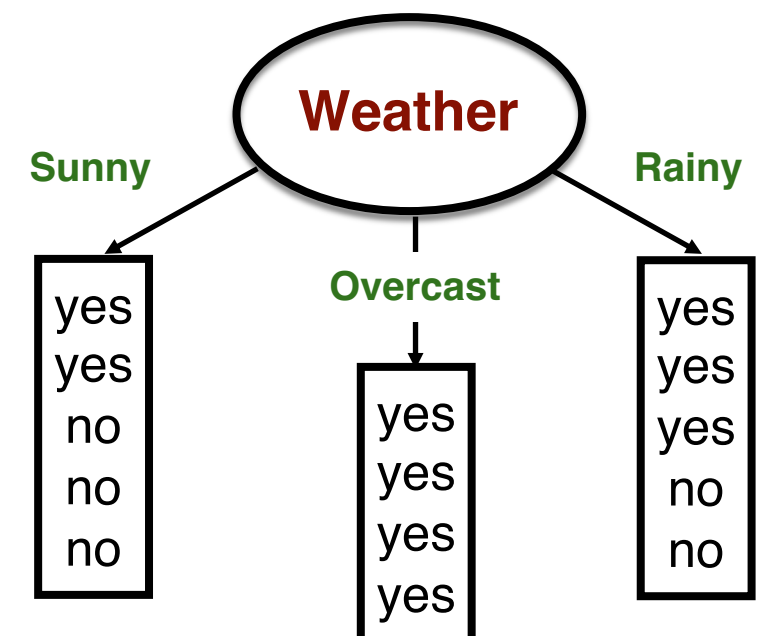 Weather
Sunny
Rainy
Overcast
yes
yes
no
no
no
yes
yes
yes
yes
yes
yes
yes
no
no